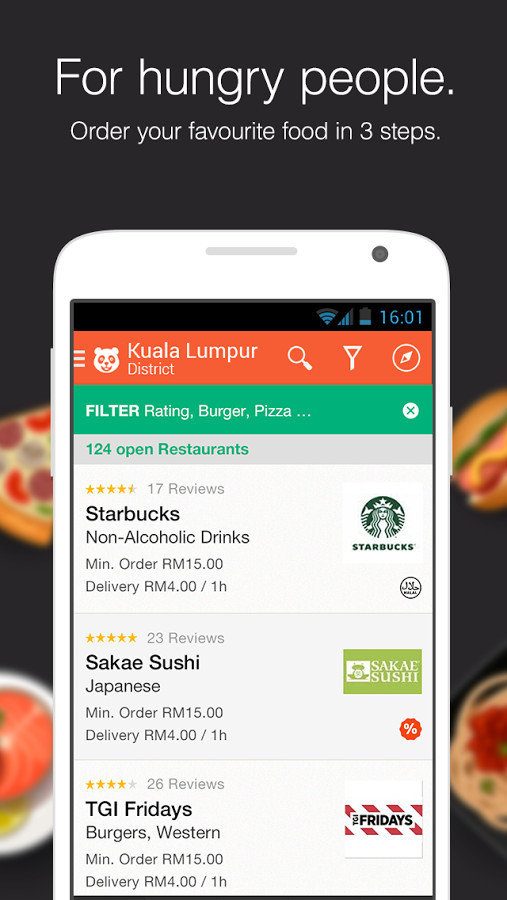 For hungry people.
Order your favourite food in 3 steps.
16:01
Kuala Lumpur
District
FILTER Rating, Burger, Pizza ...
124 open Restaurants
17 Reviews
Starbucks
Non-Alcoholic Drinks
Min. Order RM15.00
Delivery RM4.00 / 1h
STARBUCKS
حلال
HALAL
23 Reviews
Sakae Sushi
Japanese
Min. Order RM15.00
Delivery RM4.00 / 1h
SAKAE
SUSHI
%
26 Reviews
TGI Fridays
Burgers, Western
Min. Order RM15.00
Delivery RM4.00 / 1h
TGI FRIDAYS